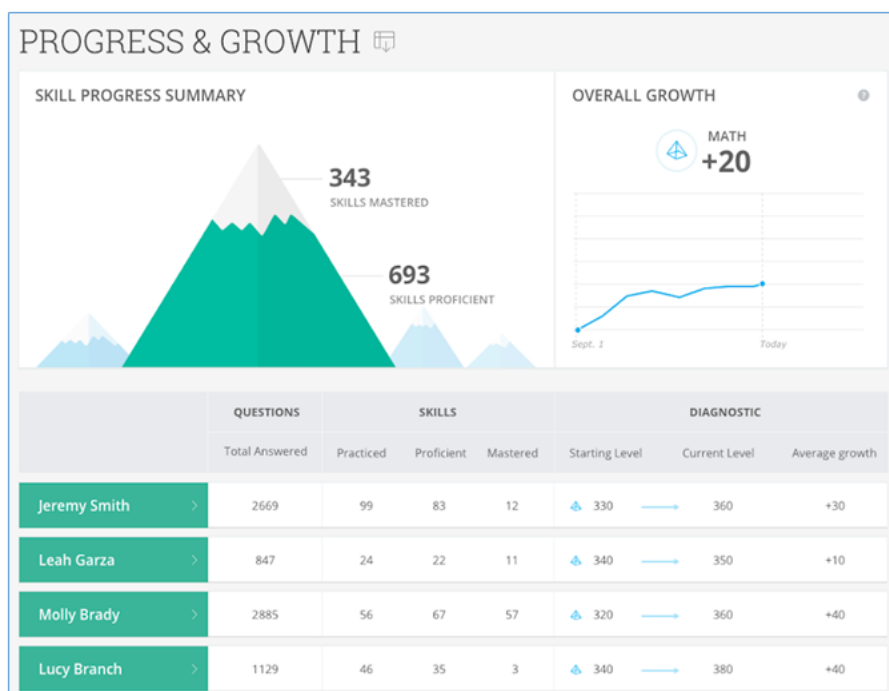 PROGRESS & GROWTH
SKILL PROGRESS SUMMARY
343
SKILLS MASTERED
693
SKILLS PROFICIENT
OVERALL GROWTH ?
MATH
+20
Sept. 1 Today
QUESTIONS SKILLS DIAGNOSTIC
Total Answered Practiced Proficient Mastered Starting Level Current Level Average growth
Jeremy Smith 2669 99 83 12 330 360 +30
Leah Garza 847 24 22 11 340 350 +10
Molly Brady 2885 56 67 57 320 360 +40
Lucy Branch 1129 46 35 3 340 380 +40